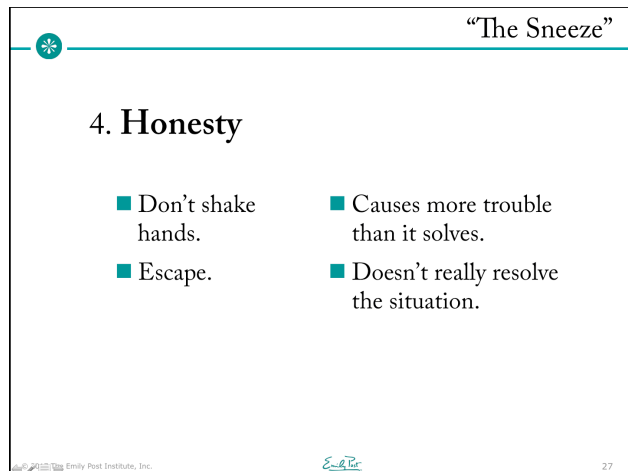 “The Sneeze”
4. Honesty
Don’t shake
hands.
Escape.
Causes more trouble
than it solves.
Doesn’t really resolve
the situation.
The Emily Post Institute, Inc.
Emily Post
27